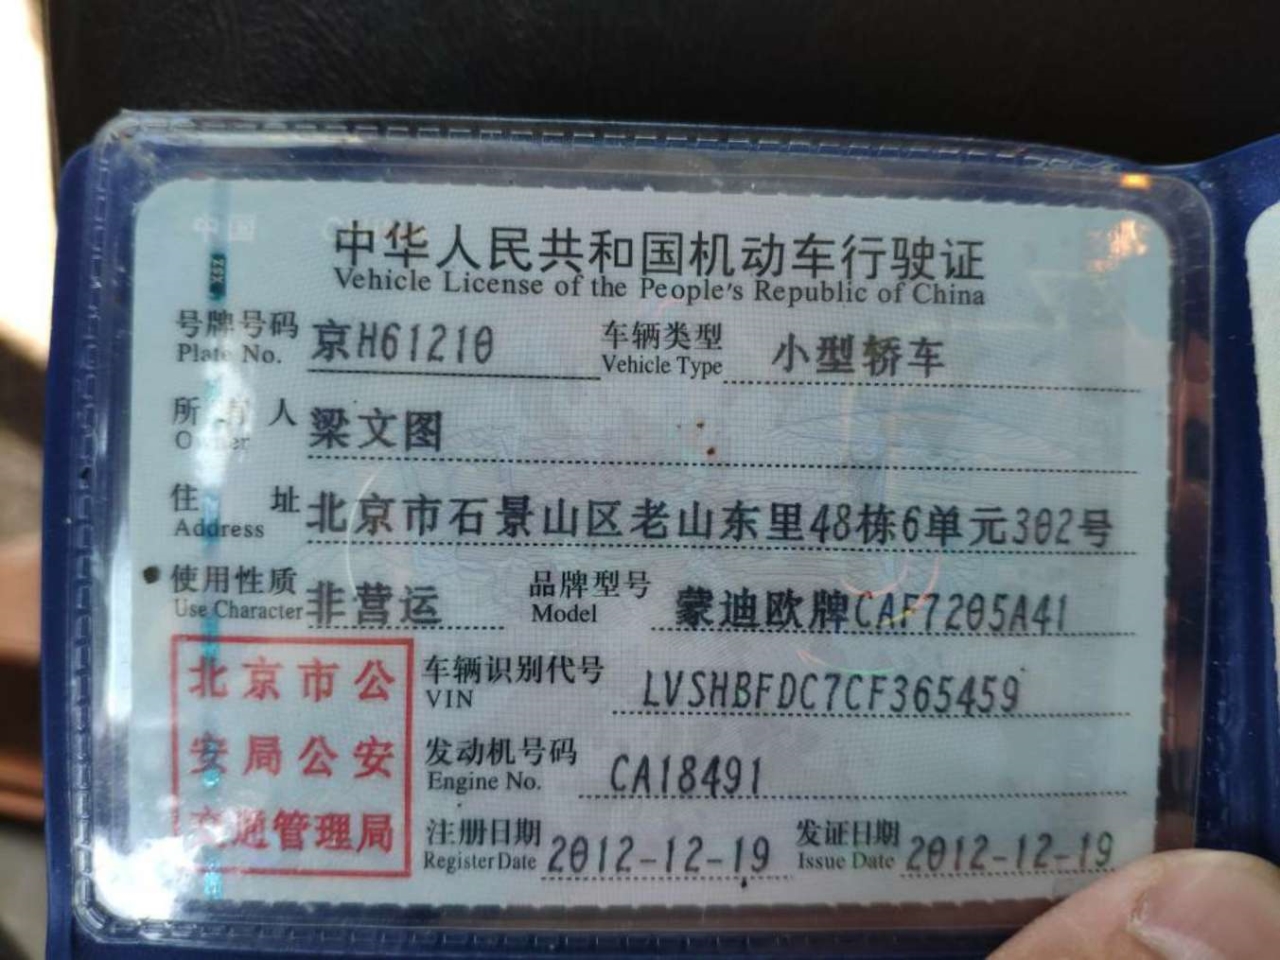 中华人民共和国机动车行驶证
Vehicle License of the People's Republic of China
号牌号码 京H61210 车辆类型 小型轿车
Plate No. Vehicle Type
所有人 梁文图
Owner
住址 北京市石景山区老山东里48栋6单元302号
Address
使用性质 非营运 品牌型号 蒙迪欧牌CAF7205A41
Use Character Model
北京市公
安局公安
交通管理局
车辆识别代号 LVSHBFDC7CF365459
VIN
发动机号码 CA18491
Engine No.
注册日期 2012-12-19 发证日期 2012-12-19
Register Date Issue Date